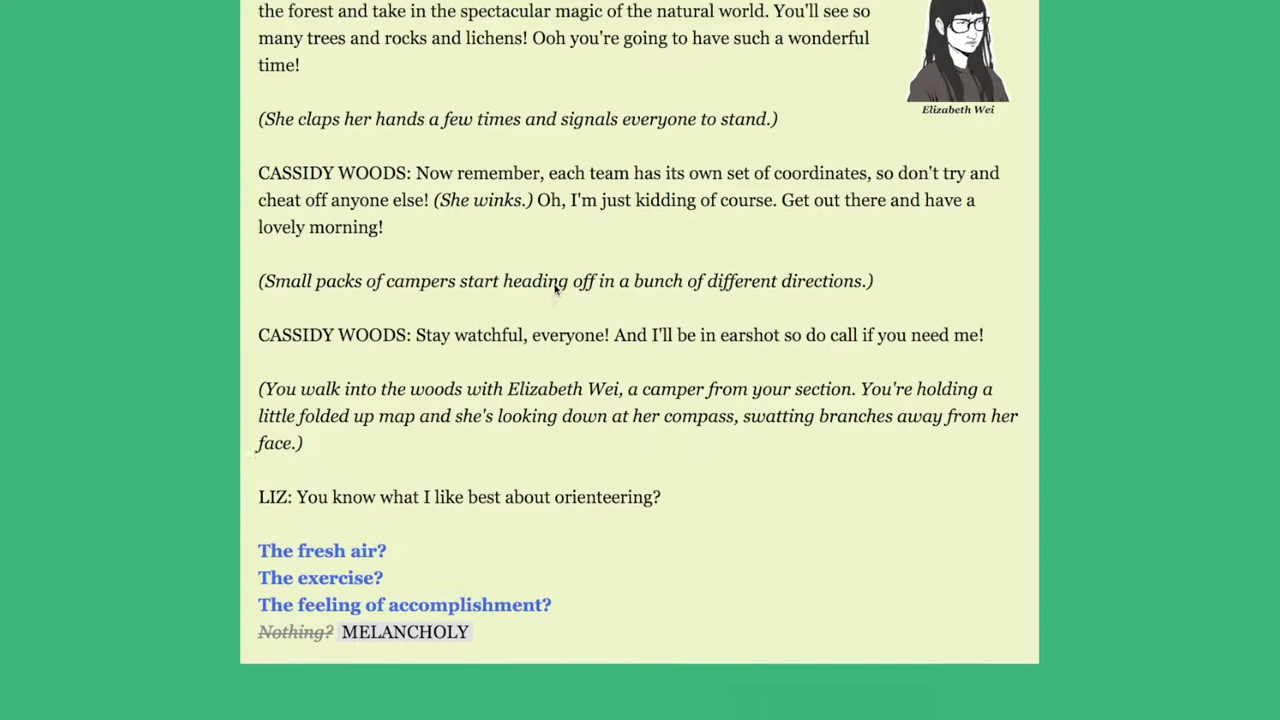 the forest and take in the spectacular magic of the natural world. You'll see so
many trees and rocks and lichens! Ooh you're going to have such a wonderful
time!
Elizabeth Wei
(She claps her hands a few times and signals everyone to stand.)
CASSIDY WOODS: Now remember, each team has its own set of coordinates, so don't try and
cheat off anyone else! (She winks.) Oh, I'm just kidding of course. Get out there and have a
lovely morning!
(Small packs of campers start heading off in a bunch of different directions.)
CASSIDY WOODS: Stay watchful, everyone! And I'll be in earshot so do call if you need me!
(You walk into the woods with Elizabeth Wei, a camper from your section. You're holding a
little folded up map and she's looking down at her compass, swatting branches away from her
face.)
LIZ: You know what I like best about orienteering?
The fresh air?
The exercise?
The feeling of accomplishment?
Nothing? MELANCHOLY